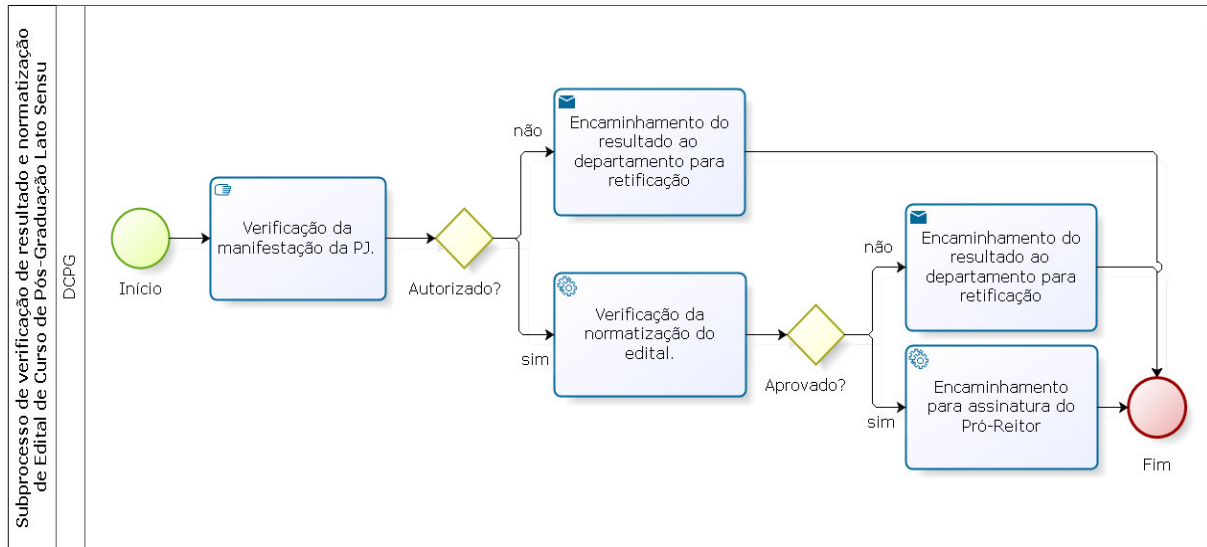 Subprocesso de verificação de resultado e normatização
de Edital de Curso de Pós-Graduação Lato Sensu
DCPG
Início
Verificação da
manifestação da PJ.
Autorizado?
não
Encaminhamento do
resultado ao
departamento para
retificação
sim
Verificação da
normatização do
edital.
Aprovado?
não
Encaminhamento do
resultado ao
departamento para
retificação
sim
Encaminhamento
para assinatura do
Pró-Reitor
Fim